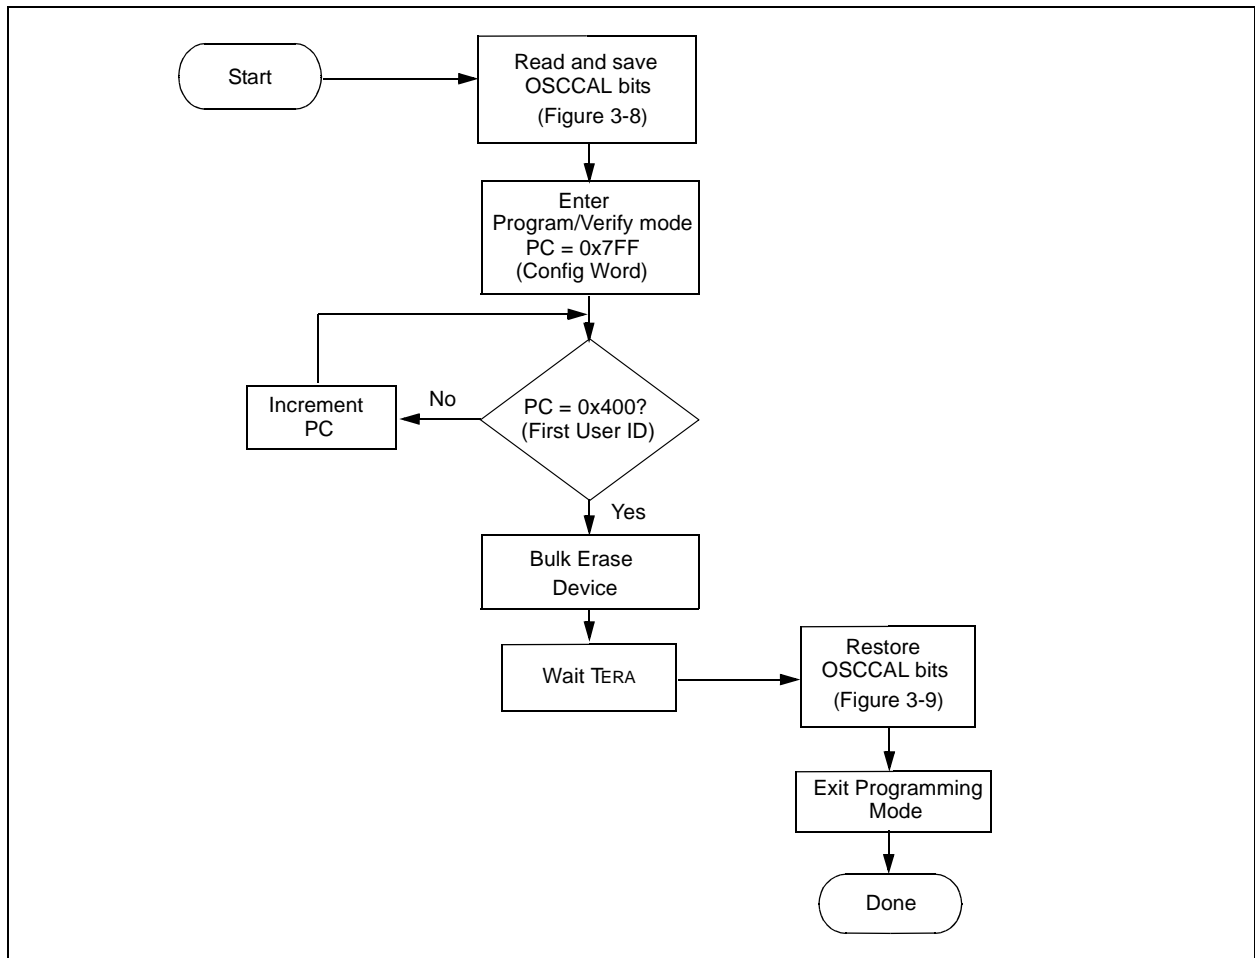 Start
Read and save
OSCCAL bits
(Figure 3-8)
Enter
Program/Verify mode
PC = 0x7FF
(Config Word)
PC = 0x400?
(First User ID)
No
Increment
PC
Yes
Bulk Erase
Device
Wait TERA
Restore
OSCCAL bits
(Figure 3-9)
Exit Programming
Mode
Done